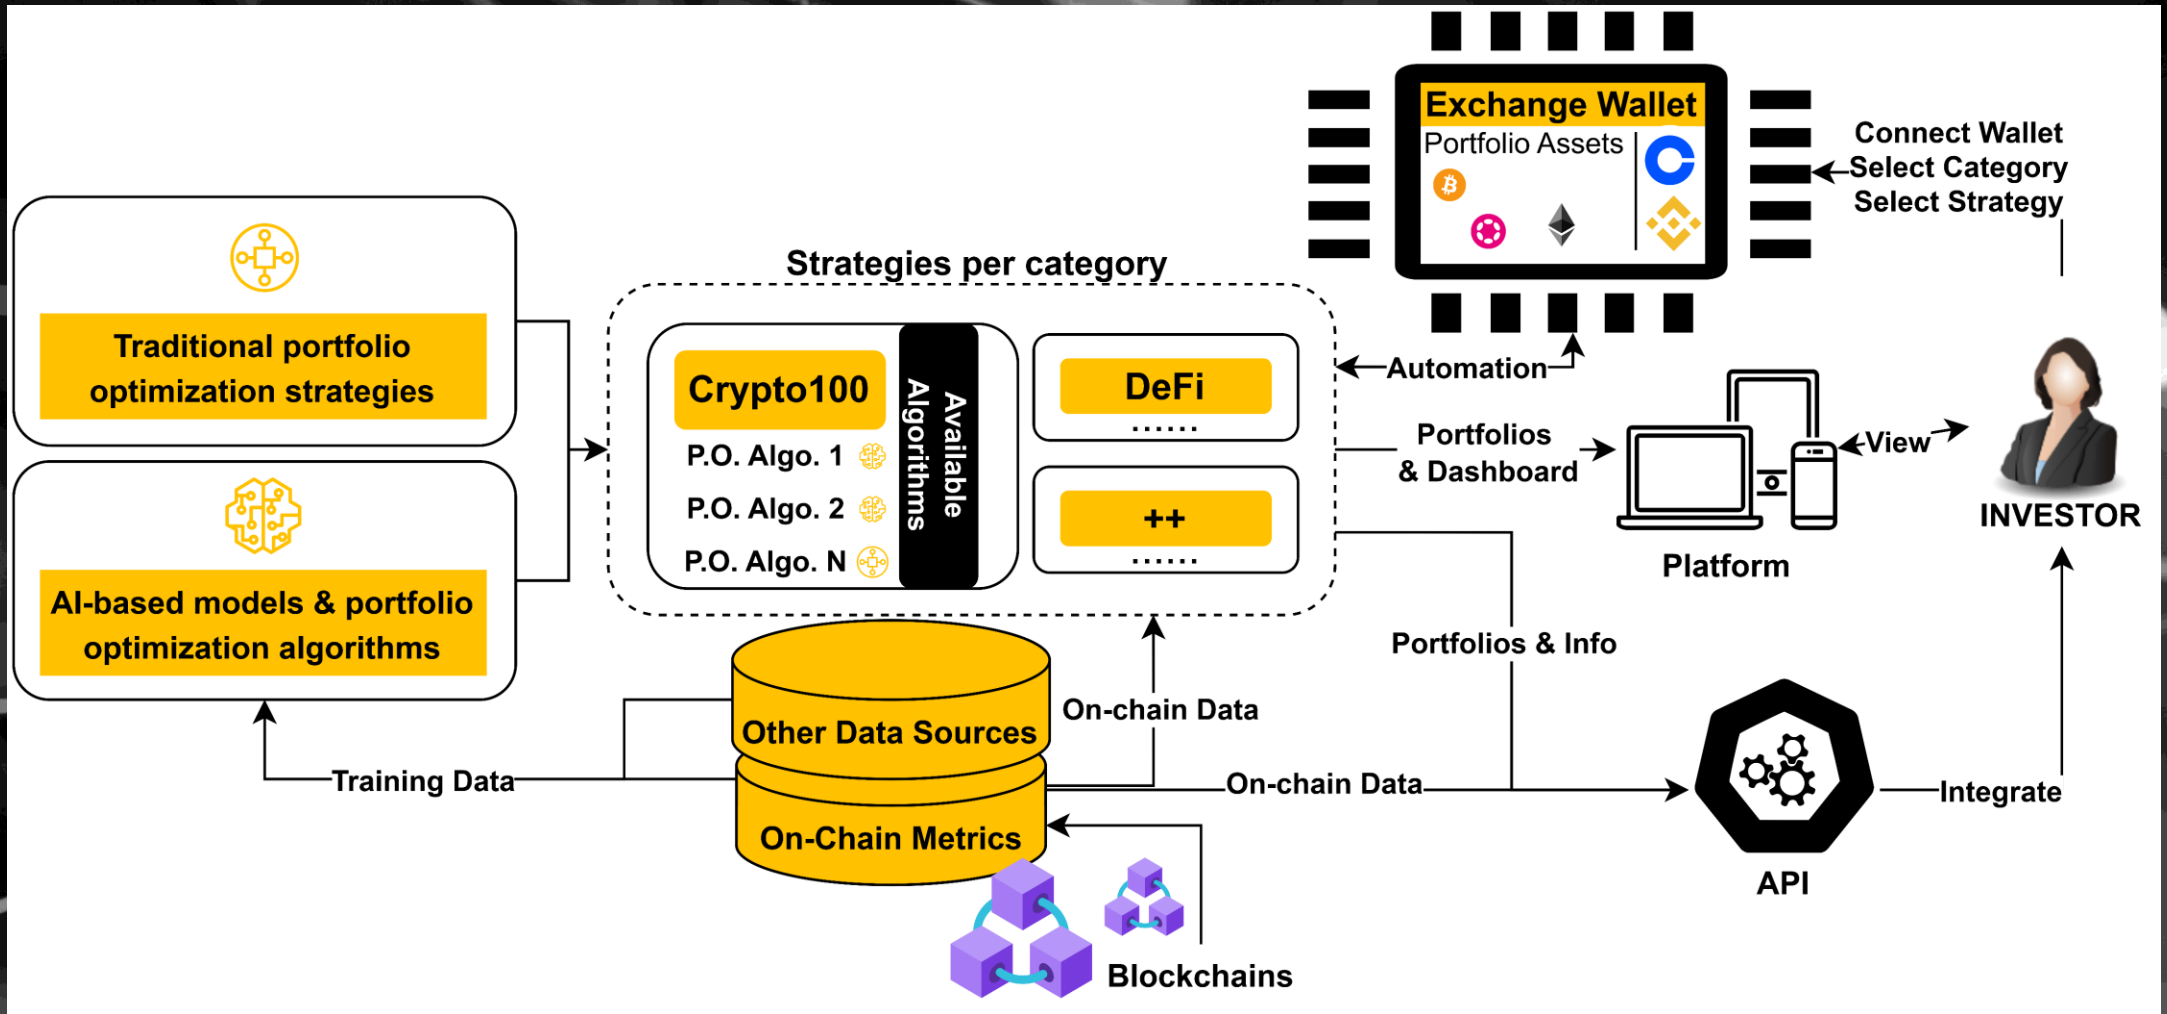 Exchange Wallet
Portfolio Assets
Connect Wallet
Select Category
Select Strategy
Traditional portfolio
optimization strategies
AI-based models & portfolio
optimization algorithms
Strategies per category
Crypto100
P.O. Algo. 1
P.O. Algo. 2
P.O. Algo. N
Available
Algorithms
DeFi
......
++
......
Automation
Portfolios
& Dashboard
Platform
View
INVESTOR
Portfolios & Info
Other Data Sources
On-Chain Metrics
On-chain Data
Training Data
On-chain Data
API
Integrate
Blockchains